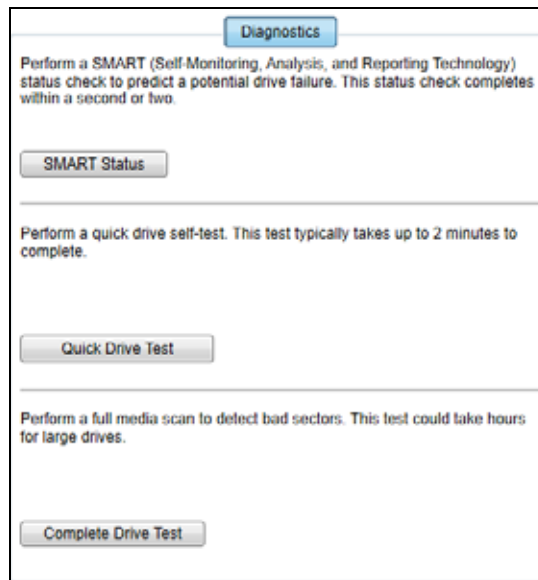 Diagnostics
Perform a SMART (Self-Monitoring, Analysis, and Reporting Technology)
status check to predict a potential drive failure. This status check completes
within a second or two.
SMART Status
Perform a quick drive self-test. This test typically takes up to 2 minutes to
complete.
Quick Drive Test
Perform a full media scan to detect bad sectors. This test could take hours
for large drives.
Complete Drive Test